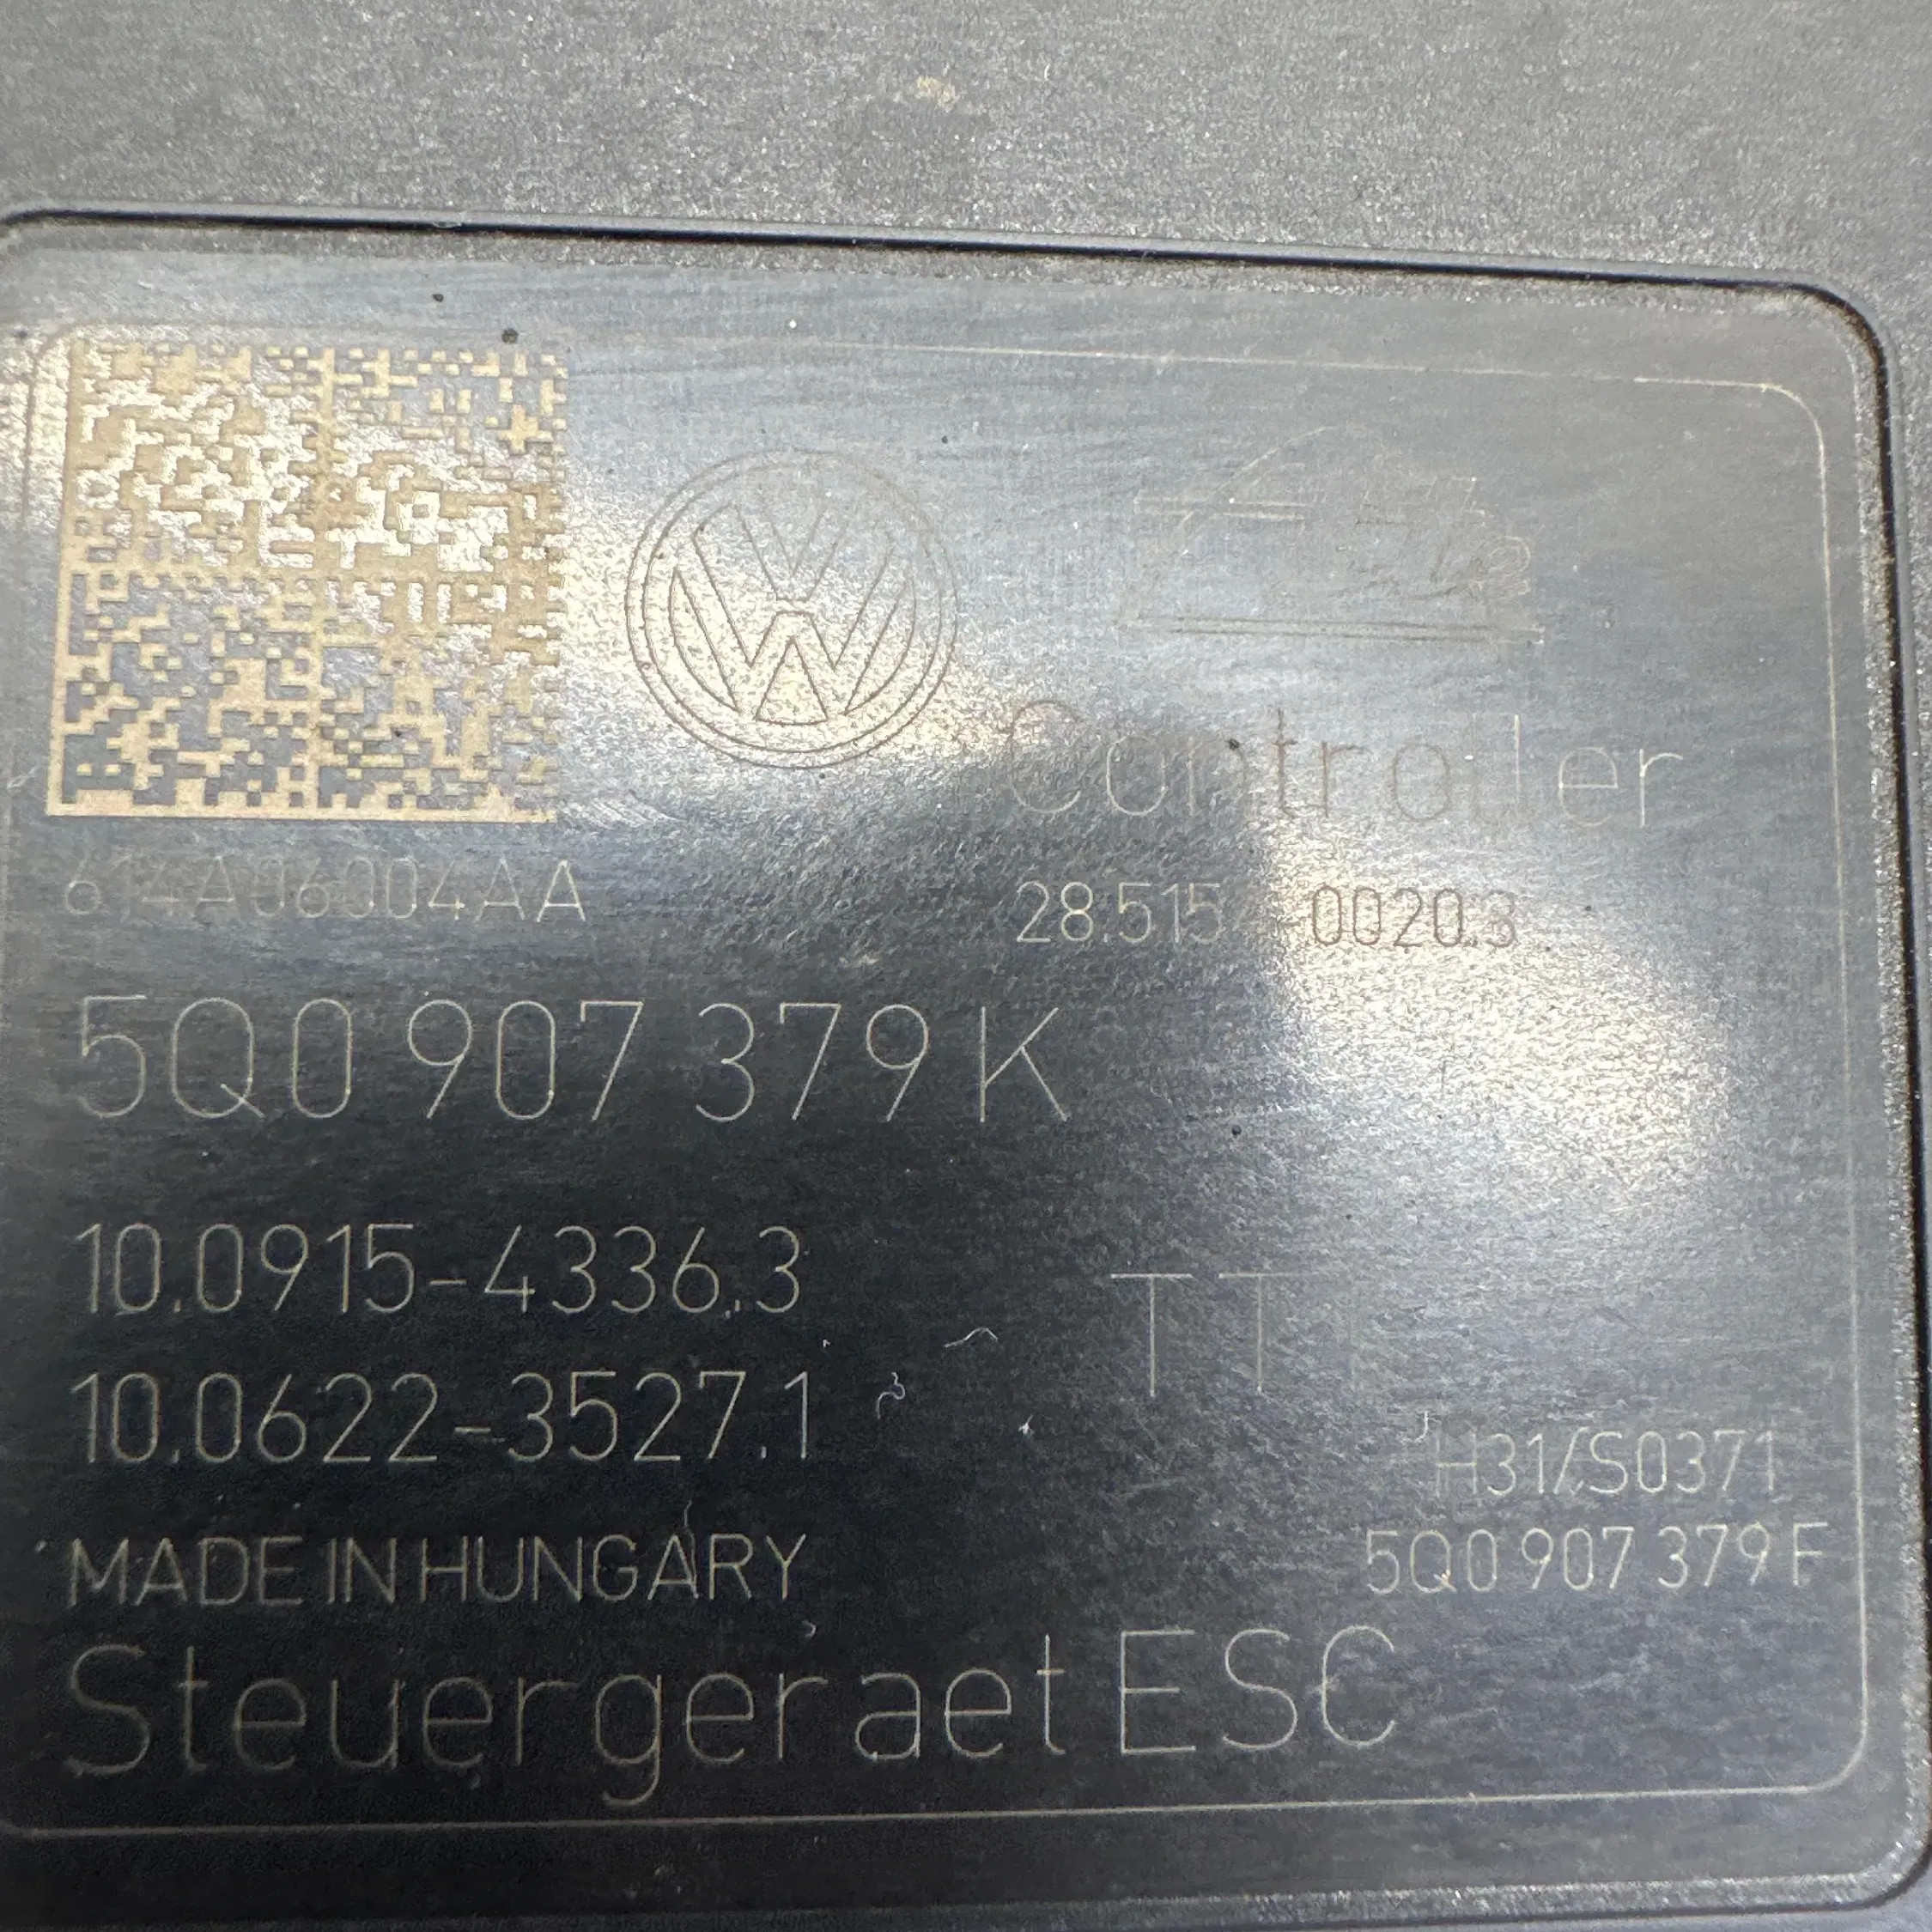 Controller
614A06004AA
28.515 -0020.3
5Q0 907 379 K
10.0915-4336.3
10.0622-3527.1
TT
H31/S0371
MADE IN HUNGARY
5Q0 907 379 F
Steuergeraet ESC